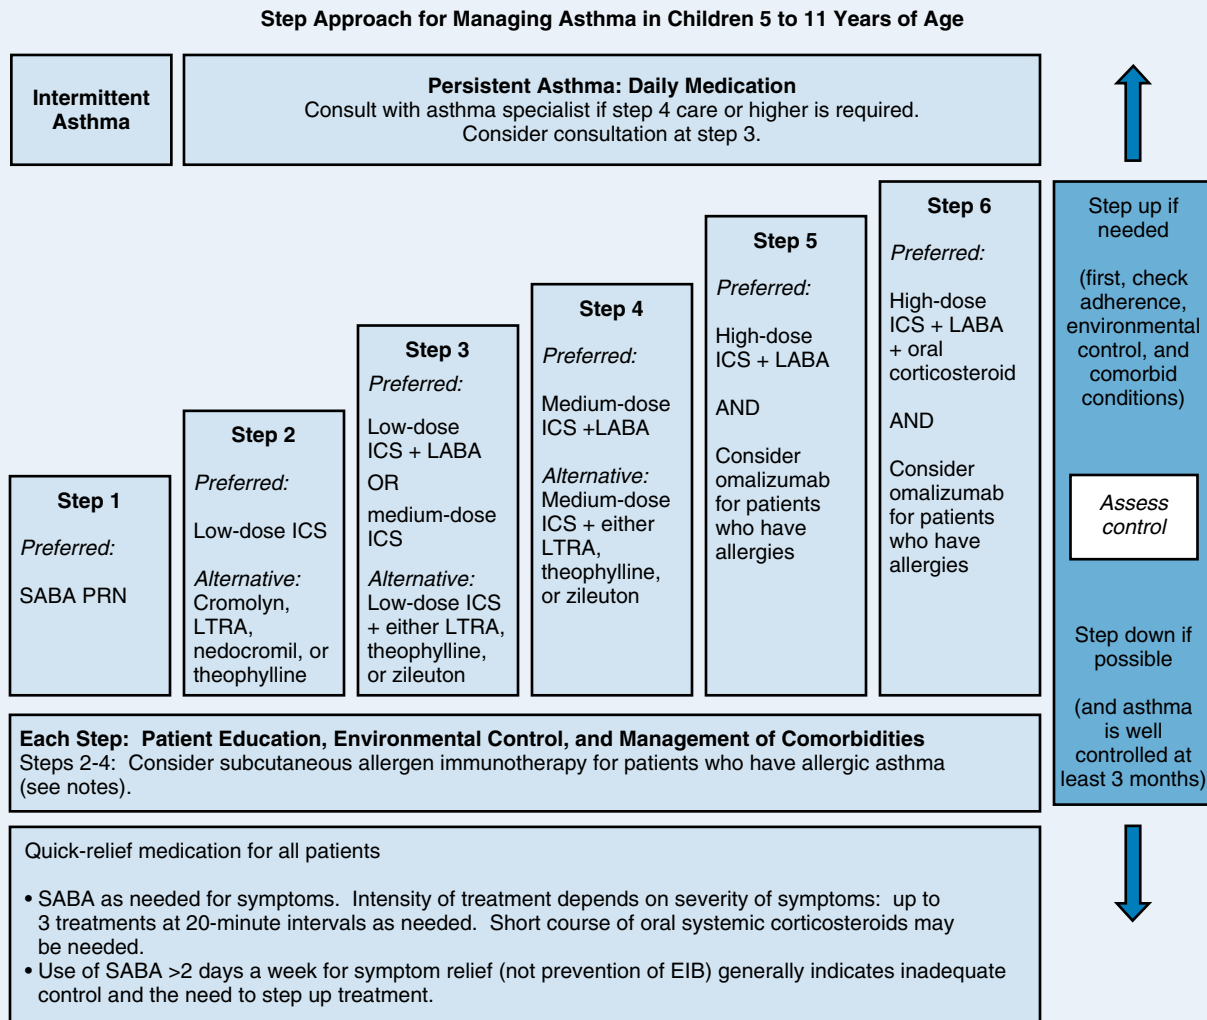 Step Approach for Managing Asthma in Children 5 to 11 Years of Age
Intermittent
Asthma
Persistent Asthma: Daily Medication
Consult with asthma specialist if step 4 care or higher is required.
Consider consultation at step 3.
Step 1
Preferred:
SABA PRN
Step 2
Preferred:
Low-dose ICS
Alternative:
Cromolyn,
LTRA,
nedocromil, or
theophylline
Step 3
Preferred:
Low-dose
ICS + LABA
OR
medium-dose
ICS
Alternative:
Low-dose ICS
+ either LTRA,
theophylline,
or zileuton
Step 4
Preferred:
Medium-dose
ICS +LABA
Alternative:
Medium-dose
ICS + either
LTRA,
theophylline,
or zileuton
Step 5
Preferred:
High-dose
ICS + LABA
AND
Consider
omalizumab
for patients
who have
allergies
Step 6
Preferred:
High-dose
ICS + LABA
+ oral
corticosteroid
AND
Consider
omalizumab
for patients
who have
allergies
Step up if
needed
(first, check
adherence,
environmental
control, and
comorbid
conditions)
Assess
control
Step down if
possible
(and asthma
is well
controlled at
least 3 months)
Each Step: Patient Education, Environmental Control, and Management of Comorbidities
Steps 2-4: Consider subcutaneous allergen immunotherapy for patients who have allergic asthma
(see notes).
Quick-relief medication for all patients
• SABA as needed for symptoms. Intensity of treatment depends on severity of symptoms: up to
3 treatments at 20-minute intervals as needed. Short course of oral systemic corticosteroids may
be needed.
• Use of SABA >2 days a week for symptom relief (not prevention of EIB) generally indicates inadequate
control and the need to step up treatment.